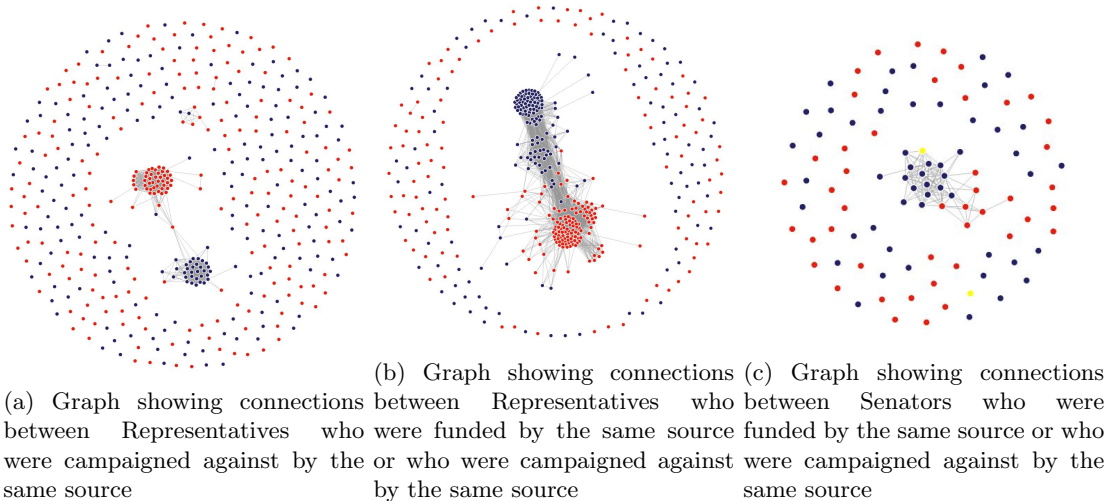 (a) Graph showing connections
between Representatives who
were campaigned against by the
same source
(b) Graph showing connections
between Representatives who
were funded by the same source
or who were campaigned against
by the same source
(c) Graph showing connections
between Senators who were
funded by the same source or who
were campaigned against by the
same source